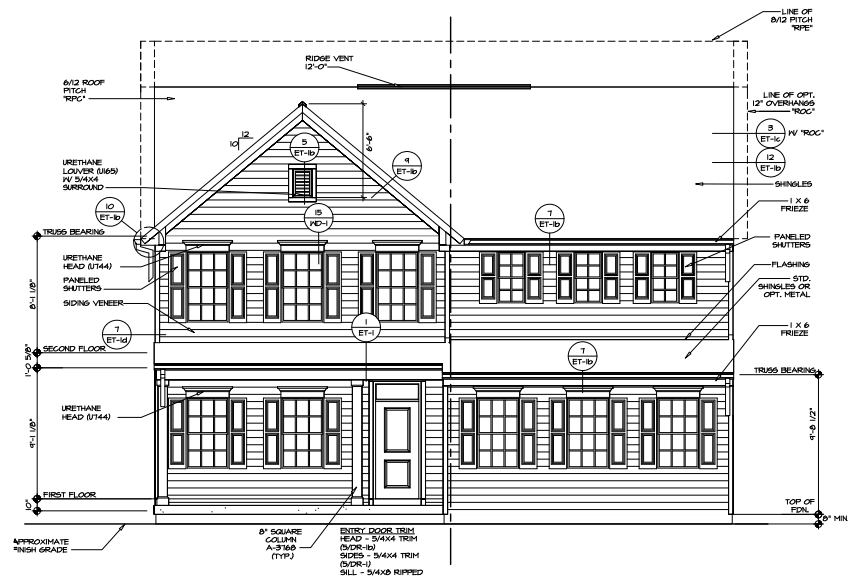 LINE OF
8/12 PITCH
"RPE"
RIDGE VENT
12'-0"
6/12 ROOF
PITCH
"RPC"
LINE OF OPT.
12" OVERHANGS
"ROC"
12
10
6'-6"
5
ET-1b
3
ET-1c
W/ "ROC"
12
ET-1b
9
ET-1b
URETHANE
LOUVER (U165)
W/ 5/4X4
SURROUND
SHINGLES
10
ET-1b
15
WD-1
7
ET-1b
1 X 6
FRIEZE
TRUSS BEARING
PANELED
SHUTTERS
URETHANE
HEAD (U744)
FLASHING
PANELED
SHUTTERS
STD.
SHINGLES OR
OPT. METAL
8'-1 1/8"
SIDING VENEER
7
ET-1d
1
ET-1
1 X 6
FRIEZE
SECOND FLOOR
7
ET-1b
1'-0 5/8"
TRUSS BEARING
URETHANE
HEAD (U744)
9'-1 1/8"
9'-8 1/2"
FIRST FLOOR
10"
TOP OF
FDN.
8" MIN.
APPROXIMATE
FINISH GRADE
8" SQUARE
COLUMN
A-3768
(TYP.)
ENTRY DOOR TRIM
HEAD - 5/4X4 TRIM
(5/DR-1b)
SIDES - 5/4X4 TRIM
(5/DR-1)
SILL - 5/4X8 RIPPED